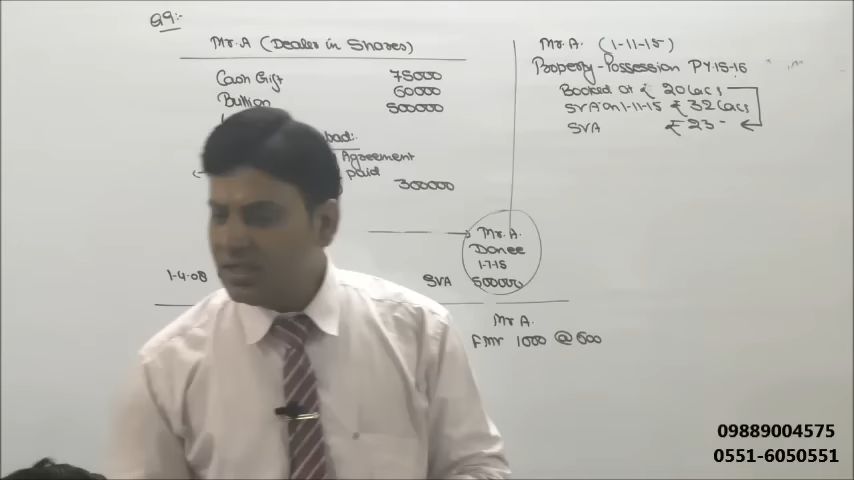 Q9:-
Mr. A (Dealer in Shares)
Cash Gift 75000
Bullion 60000
500000
bad:-
Agreement
paid 300000
Mr. A.
Donee
1-7-15
1-4-08 SVA 500000
Mr A.
FMV 1000 @ 600
Mr. A. (1-11-15)
Property-Possession PY.15-16
Booked at ₹ 20 lacs
SVA on 1-11-15 ₹ 32 lacs
SVA ₹ 23
09889004575
0551-6050551